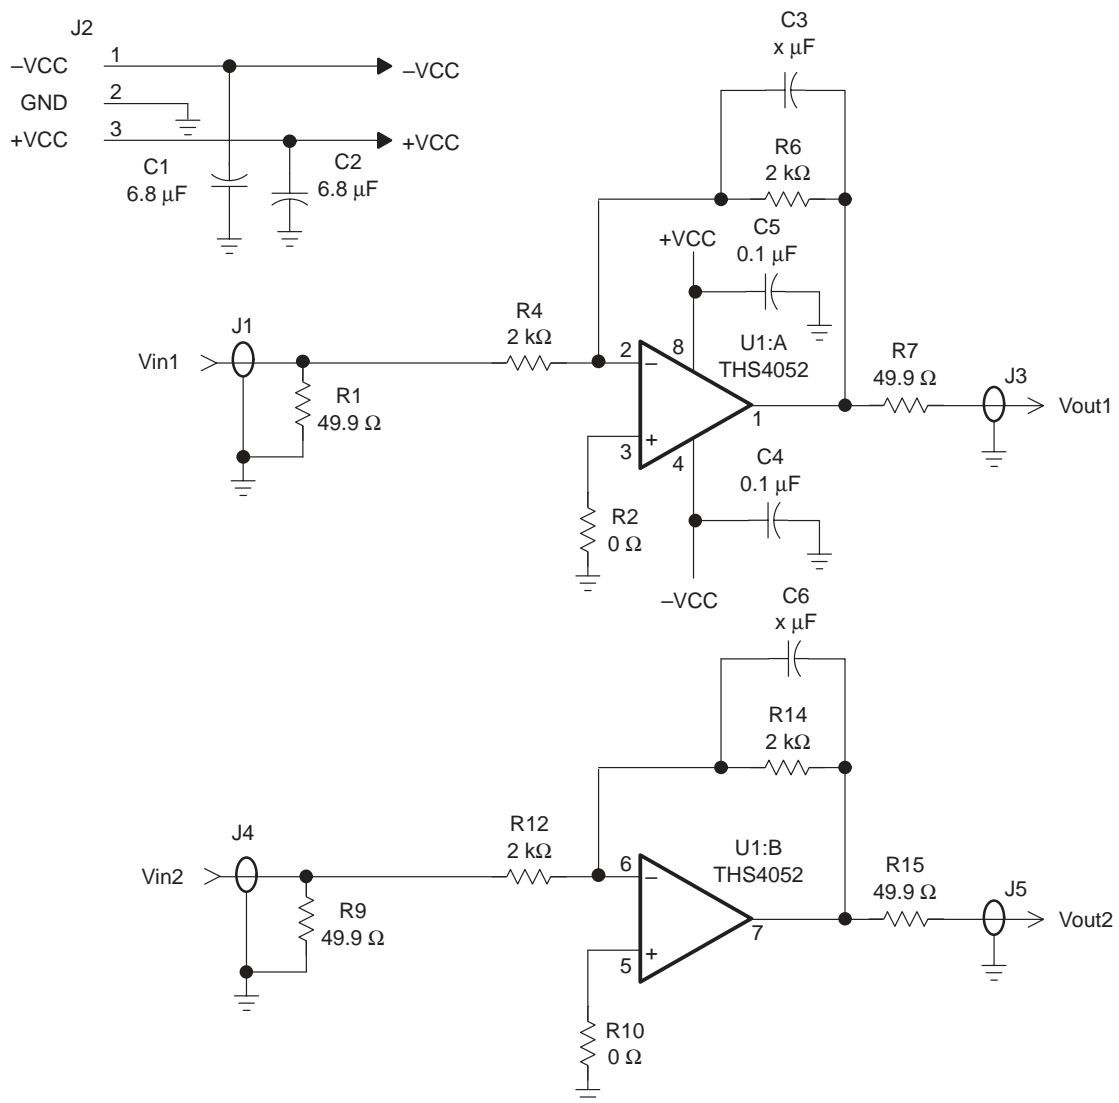 J2
–VCC
1
–VCC
GND
2
+VCC
3
+VCC
C1
6.8 μF
C2
6.8 μF
C3
x μF
R6
2 kΩ
C5
0.1 μF
+VCC
J1
Vin1
R1
49.9 Ω
R4
2 kΩ
2
–
8
U1:A
THS4052
1
3
+
4
R7
49.9 Ω
J3
Vout1
C4
0.1 μF
R2
0 Ω
–VCC
C6
x μF
R14
2 kΩ
J4
Vin2
R9
49.9 Ω
R12
2 kΩ
6
–
U1:B
THS4052
7
5
+
R15
49.9 Ω
J5
Vout2
R10
0 Ω